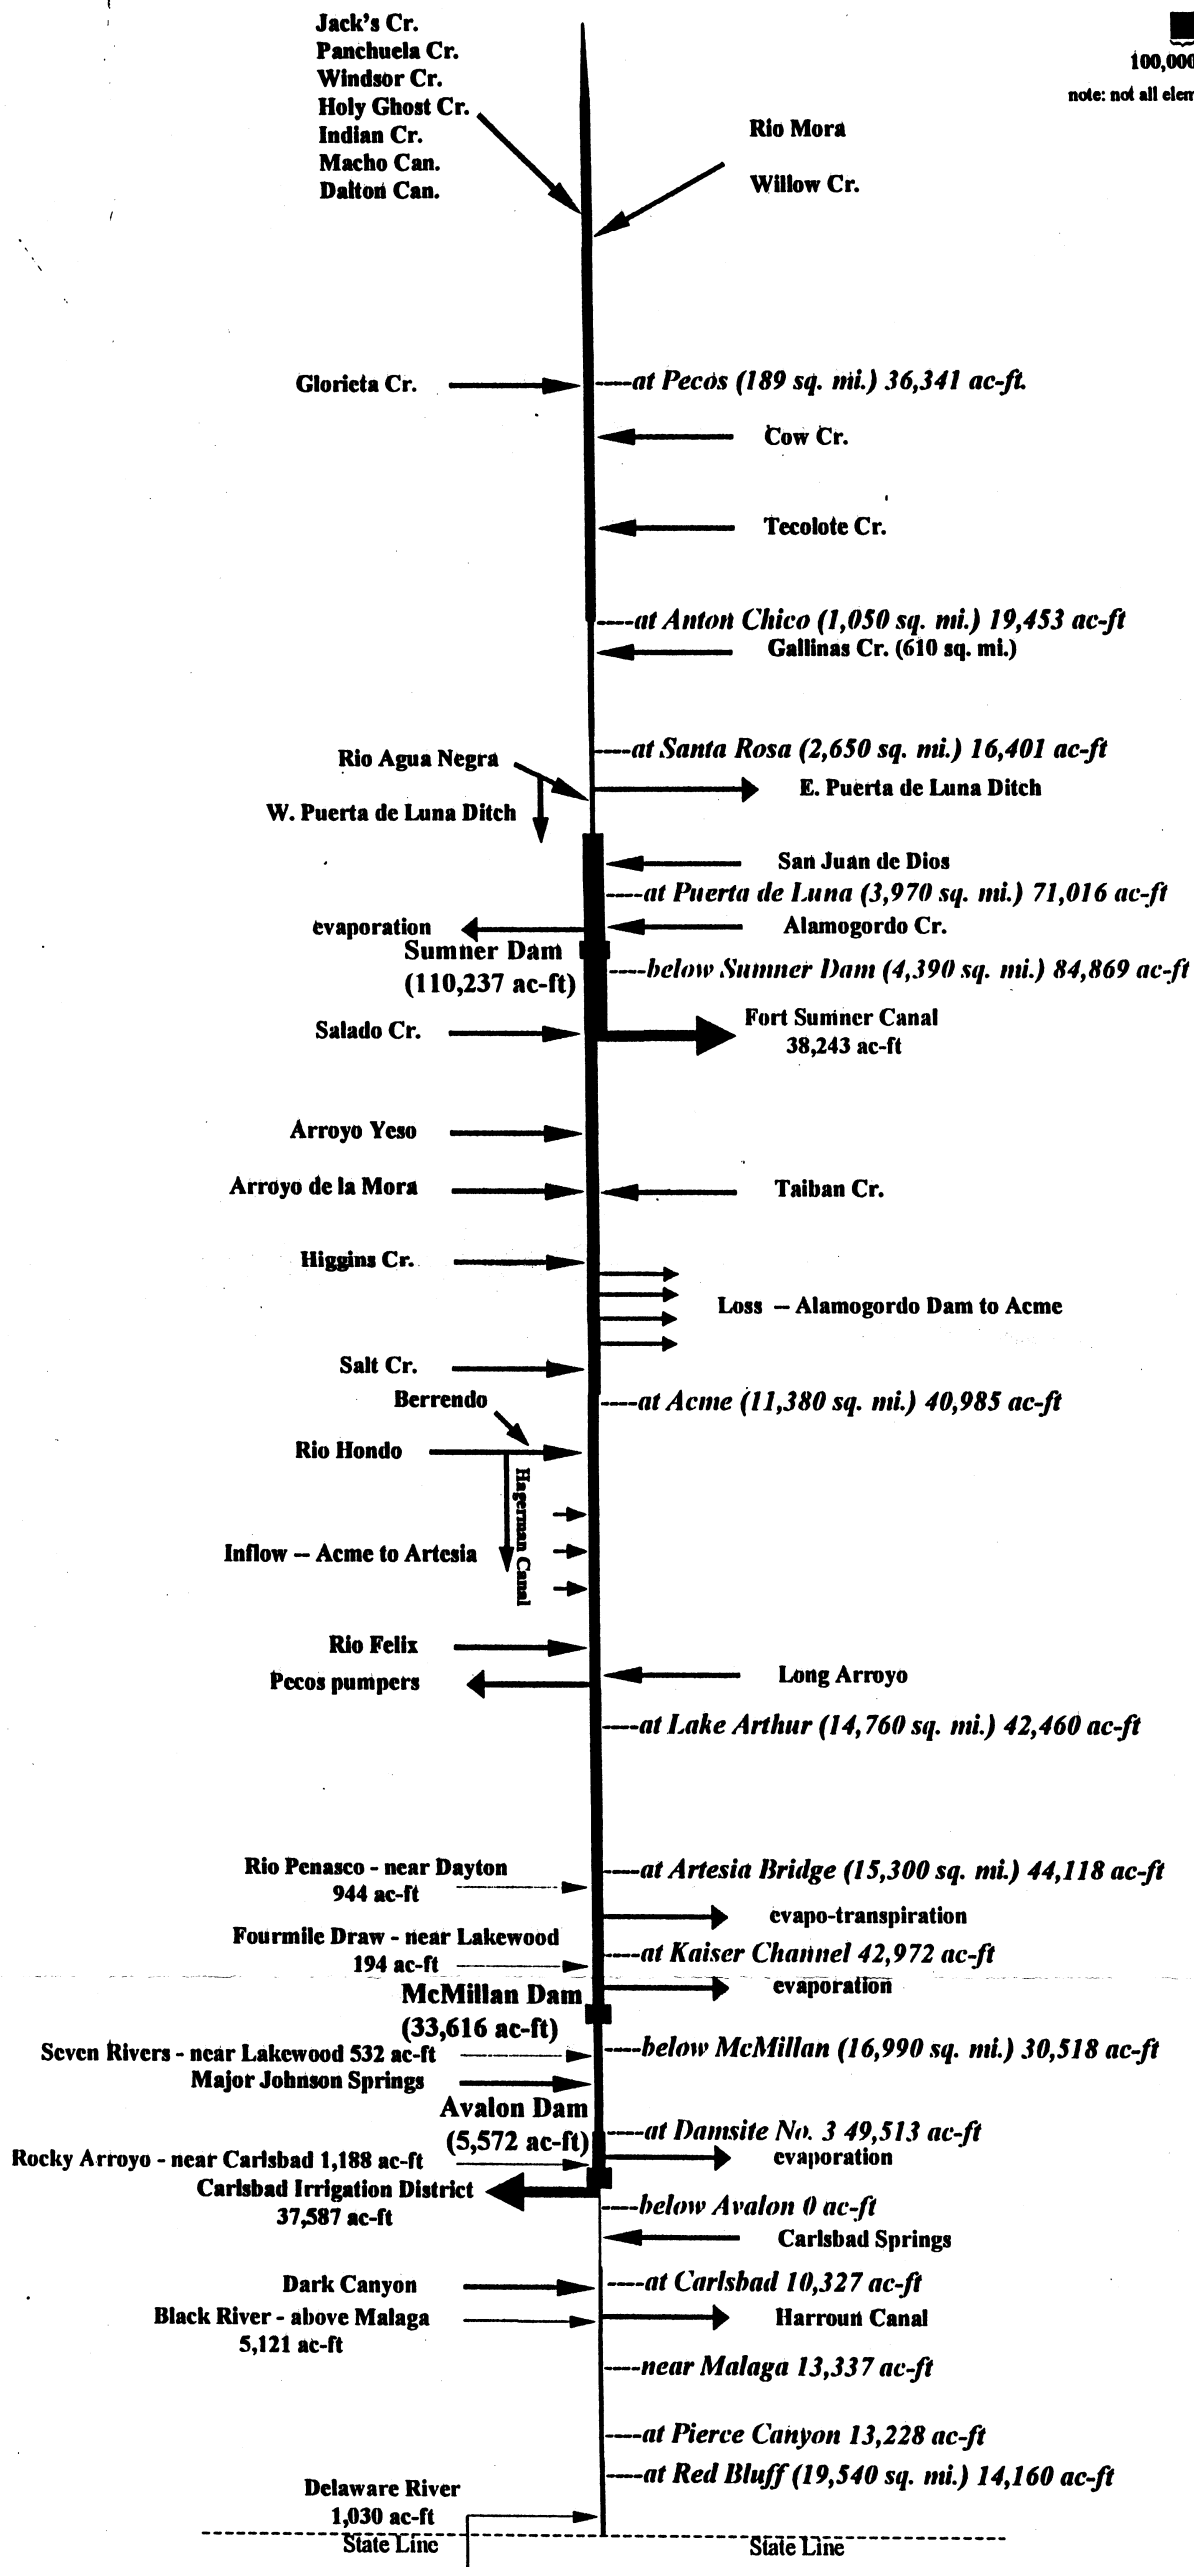 Jack's Cr.
Panchuela Cr.
Windsor Cr.
Holy Ghost Cr.
Indian Cr.
Macho Can.
Dalton Can.
100,000
note: not all elem
Rio Mora
Willow Cr.
Glorieta Cr.
----at Pecos (189 sq. mi.) 36,341 ac-ft.
Cow Cr.
Tecolote Cr.
----at Anton Chico (1,050 sq. mi.) 19,453 ac-ft
Gallinas Cr. (610 sq. mi.)
----at Santa Rosa (2,650 sq. mi.) 16,401 ac-ft
Rio Agua Negra
E. Puerta de Luna Ditch
W. Puerta de Luna Ditch
San Juan de Dios
----at Puerta de Luna (3,970 sq. mi.) 71,016 ac-ft
evaporation
Alamogordo Cr.
Sumner Dam
(110,237 ac-ft)
----below Sumner Dam (4,390 sq. mi.) 84,869 ac-ft
Fort Sumner Canal
38,243 ac-ft
Salado Cr.
Arroyo Yeso
Arroyo de la Mora
Taiban Cr.
Higgins Cr.
Loss – Alamogordo Dam to Acme
Salt Cr.
Berrendo
----at Acme (11,380 sq. mi.) 40,985 ac-ft
Rio Hondo
Hagerman Canal
Inflow – Acme to Artesia
Rio Felix
Long Arroyo
Pecos pumpers
----at Lake Arthur (14,760 sq. mi.) 42,460 ac-ft
Rio Penasco - near Dayton
944 ac-ft
----at Artesia Bridge (15,300 sq. mi.) 44,118 ac-ft
evapo-transpiration
Fourmile Draw - near Lakewood
194 ac-ft
----at Kaiser Channel 42,972 ac-ft
evaporation
McMillan Dam
(33,616 ac-ft)
----below McMillan (16,990 sq. mi.) 30,518 ac-ft
Seven Rivers - near Lakewood 532 ac-ft
Major Johnson Springs
Avalon Dam
(5,572 ac-ft)
----at Damsite No. 3 49,513 ac-ft
evaporation
Rocky Arroyo - near Carlsbad 1,188 ac-ft
Carlsbad Irrigation District
37,587 ac-ft
----below Avalon 0 ac-ft
Carlsbad Springs
Dark Canyon
----at Carlsbad 10,327 ac-ft
Black River - above Malaga
5,121 ac-ft
Harroun Canal
----near Malaga 13,337 ac-ft
----at Pierce Canyon 13,228 ac-ft
----at Red Bluff (19,540 sq. mi.) 14,160 ac-ft
Delaware River
1,030 ac-ft
State Line
State Line